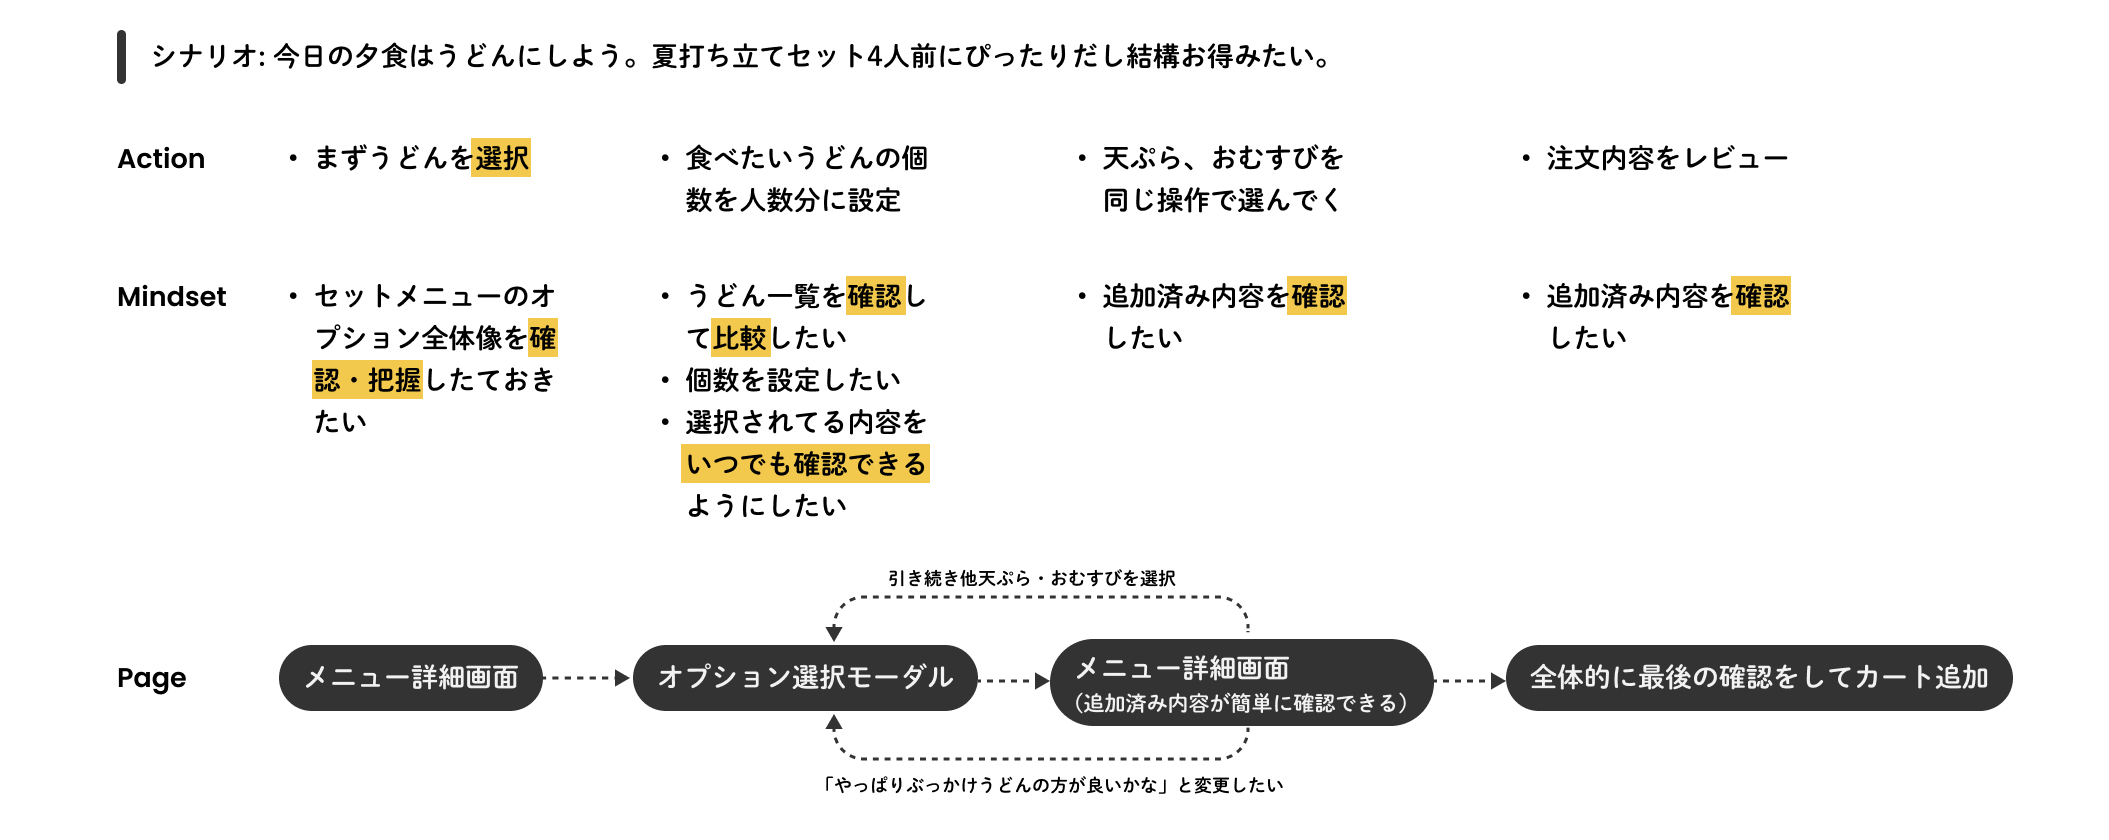 シナリオ: 今日の夕食はうどんにしよう。夏打ち立てセット4人前にぴったりだし結構お得みたい。
Action
・まずうどんを選択
・食べたいうどんの個
数を人数分に設定
・天ぷら、おむすびを
同じ操作で選んでく
・注文内容をレビュー
Mindset
・セットメニューのオ
プション全体像を確
認・把握したておき
たい
・うどん一覧を確認し
て比較したい
・個数を設定したい
・選択されてる内容を
いつでも確認できる
ようにしたい
・追加済み内容を確認
したい
・追加済み内容を確認
したい
引き続き他天ぷら・おむすびを選択
Page
メニュー詳細画面
オプション選択モーダル
メニュー詳細画面
（追加済み内容が簡単に確認できる）
全体的に最後の確認をしてカート追加
「やっぱりぶっかけうどんの方が良いかな」と変更したい